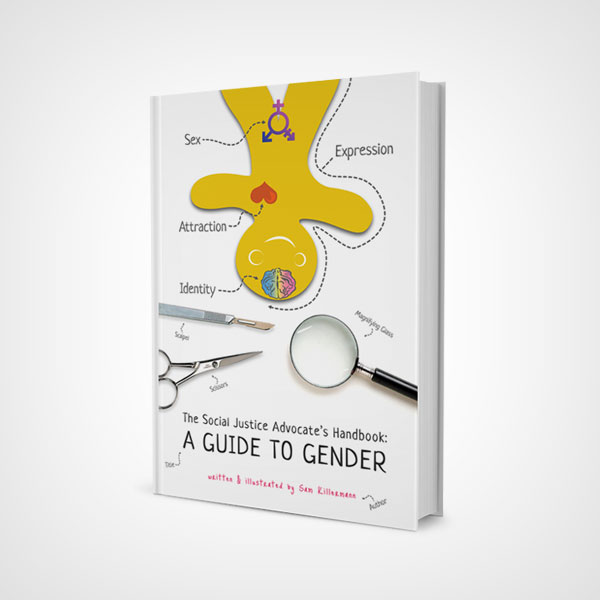 Sex
Expression
Attraction
Identity
Magnifying Glass
Scalpel
Scissors
The Social Justice Advocate's Handbook:
A GUIDE TO GENDER
Title
written & illustrated by Sam Killermann
Author